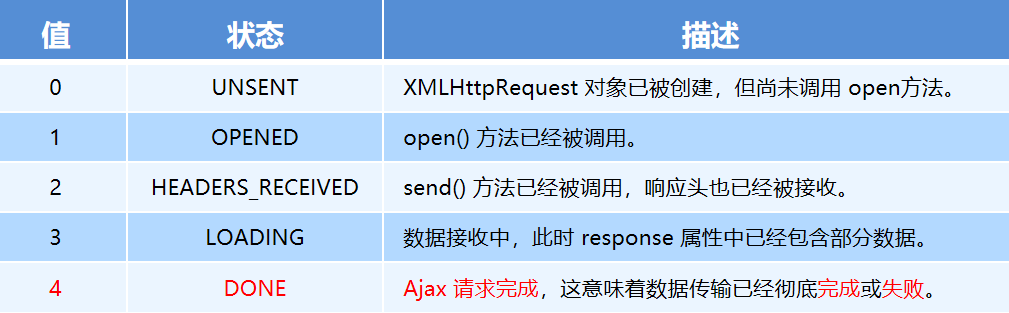 值 状态 描述
0 UNSENT XMLHttpRequest 对象已被创建，但尚未调用 open方法。
1 OPENED open() 方法已经被调用。
2 HEADERS_RECEIVED send() 方法已经被调用，响应头也已经被接收。
3 LOADING 数据接收中，此时 response 属性中已经包含部分数据。
4 DONE Ajax 请求完成，这意味着数据传输已经彻底完成或失败。